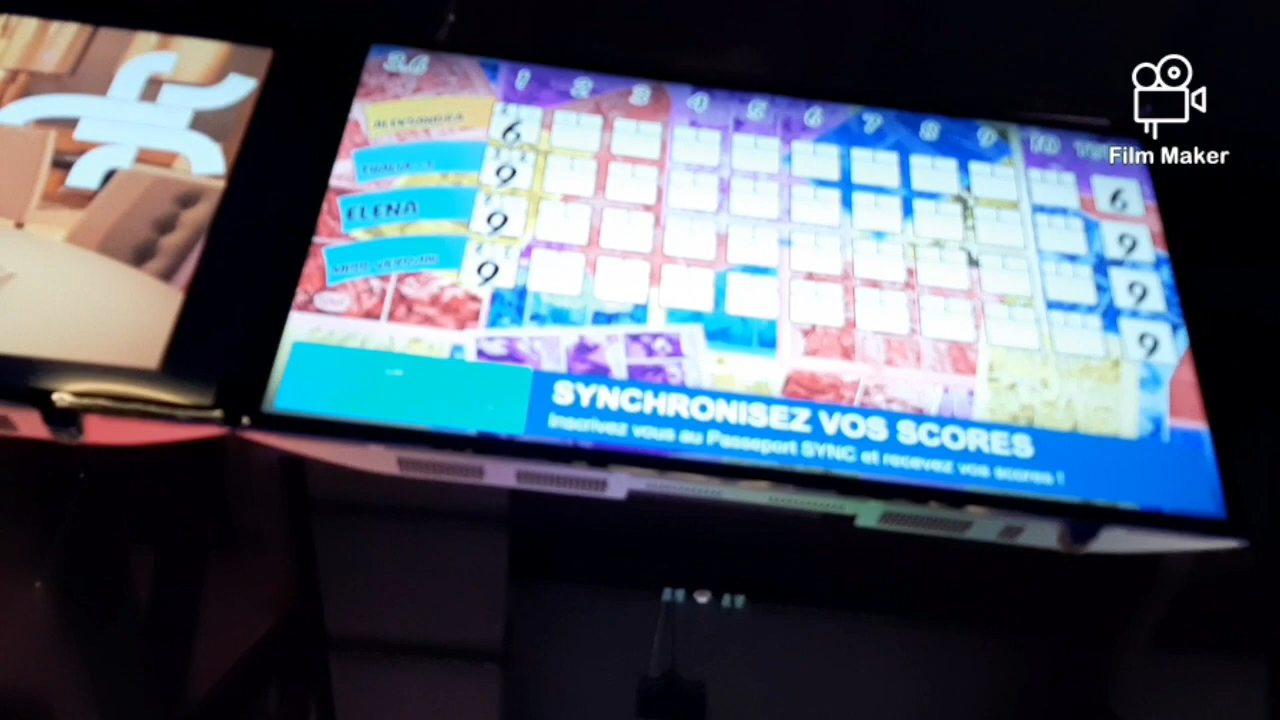 Film Maker
1 2 3 4 5 6 7 8 9 10
ALEKSANDRA 6 6
9 9
ELENA 9 9
9 9
SYNCHRONISEZ VOS SCORES
Inscrivez vous au Passeport SYNC et recevez vos scores !